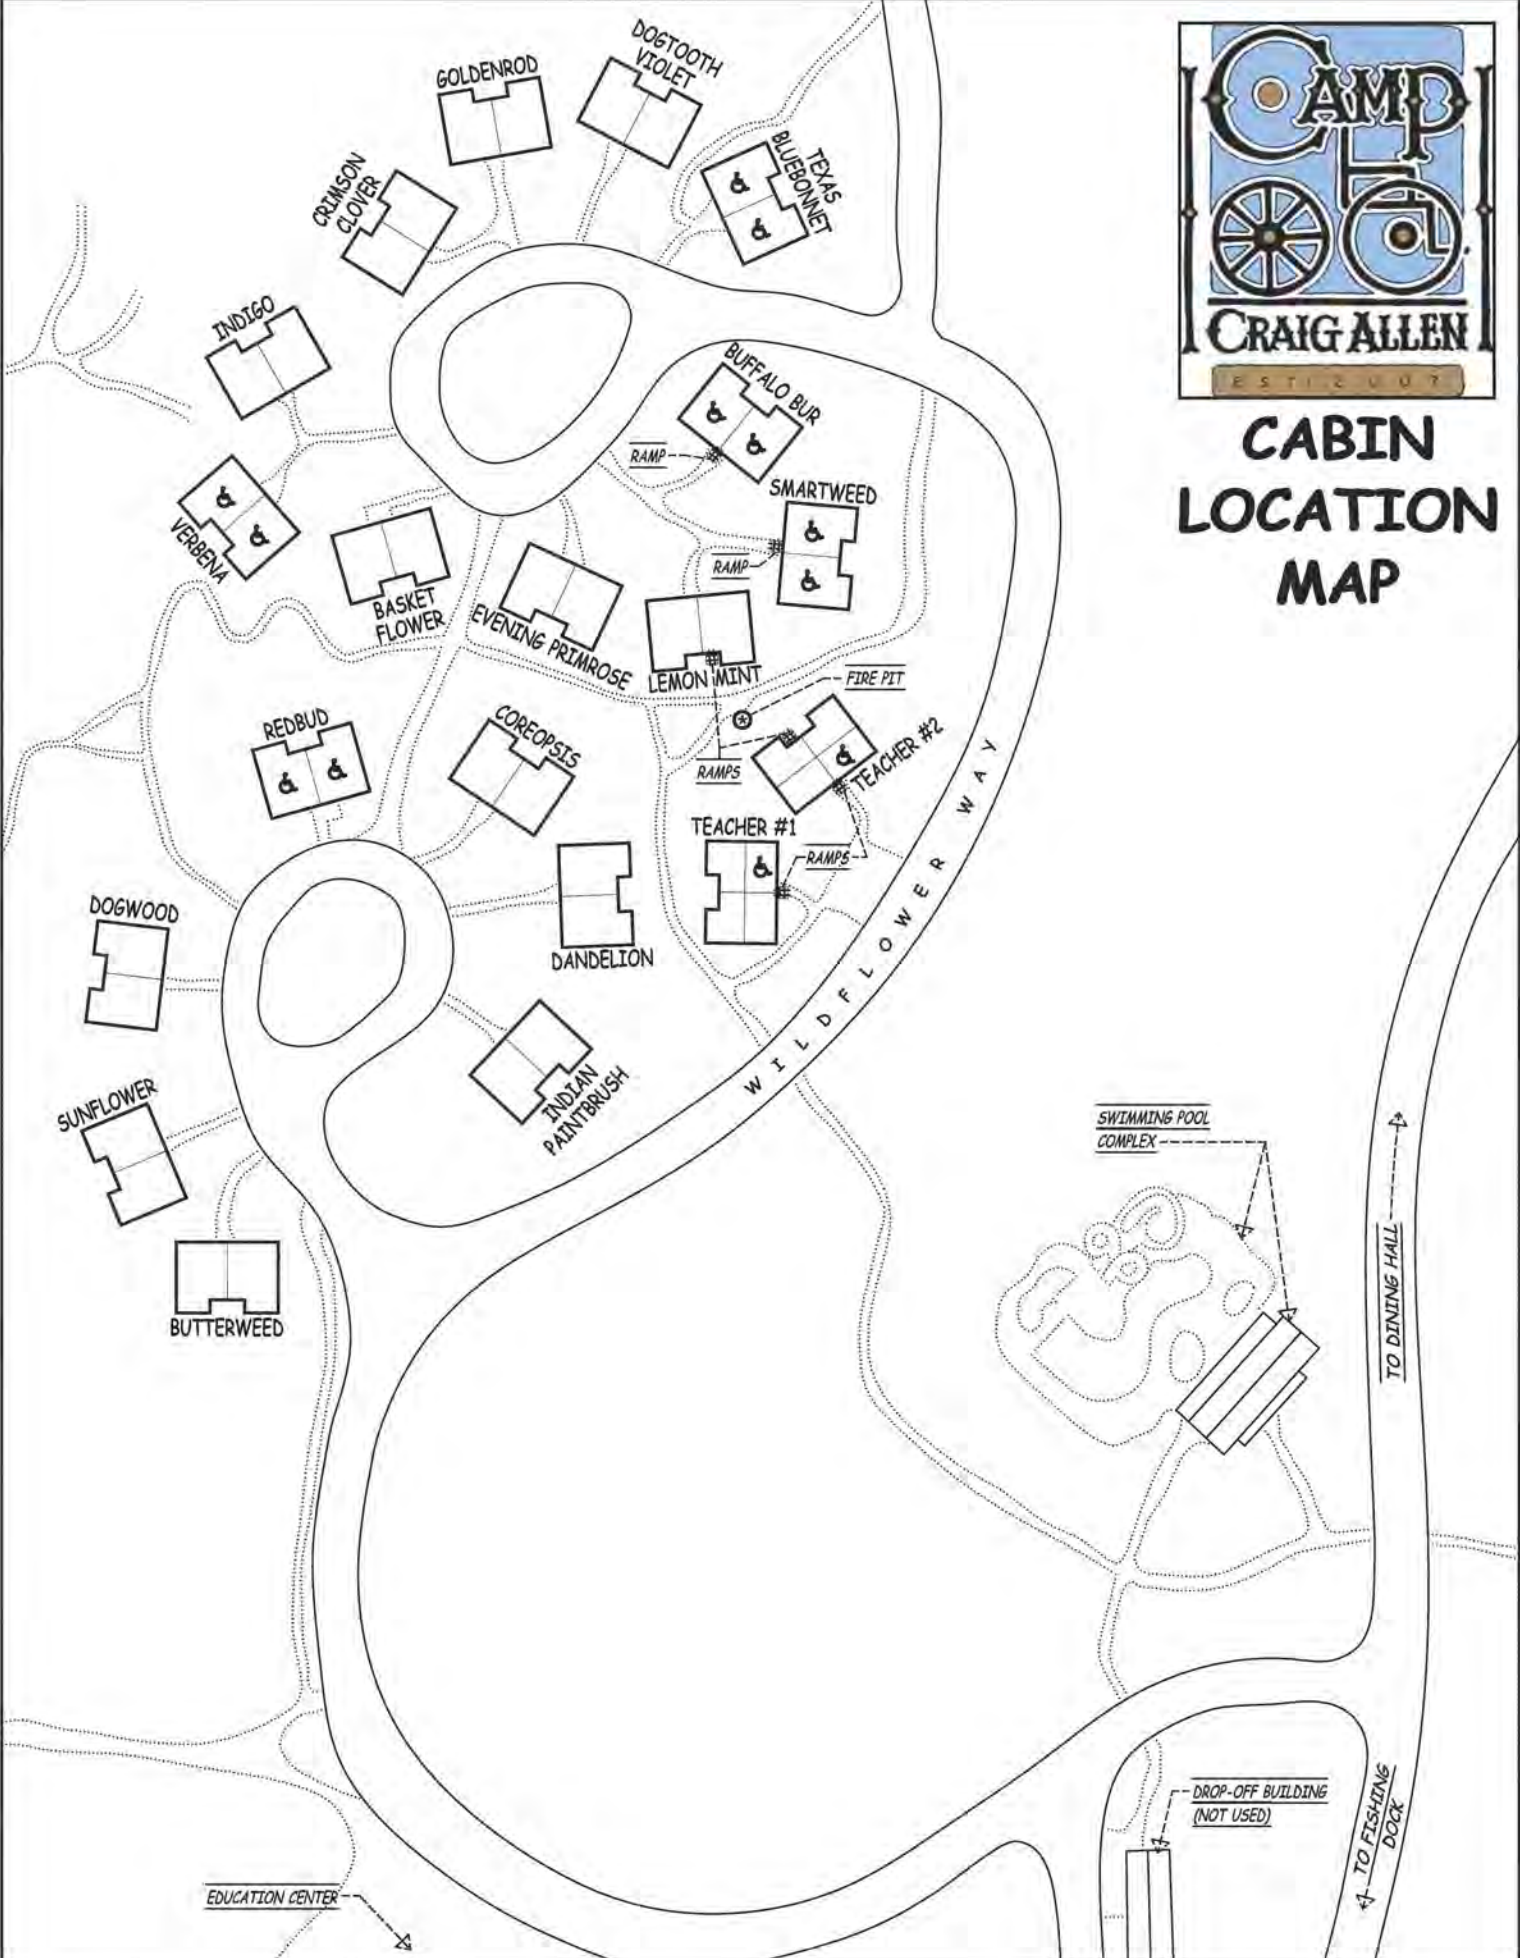 CAMP
CRAIG ALLEN
EST. 2007
CABIN
LOCATION
MAP
GOLDENROD
DOGTOOTH
VIOLET
TEXAS
BLUEBONNET
CRIMSON
CLOVER
INDIGO
BUFFALO BUR
RAMP
SMARTWEED
RAMP
VERBENA
BASKET
FLOWER
EVENING PRIMROSE
LEMON MINT
FIRE PIT
REDBUD
COREOPSIS
TEACHER #2
RAMPS
TEACHER #1
RAMPS
WILDFLOWER WAY
DOGWOOD
DANDELION
INDIAN
PAINTBRUSH
SUNFLOWER
BUTTERWEED
SWIMMING POOL
COMPLEX
TO DINING HALL
DROP-OFF BUILDING
(NOT USED)
TO FISHING
DOCK
EDUCATION CENTER